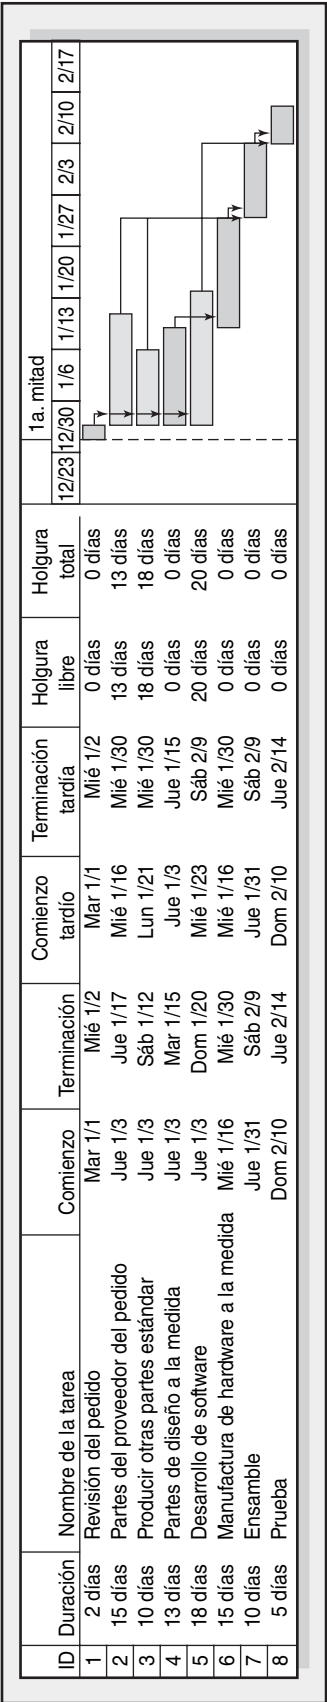 ID Duración Nombre de la tarea Comienzo Terminación Comienzo tardío Terminación tardía Holgura libre Holgura total
1a. mitad
12/23 12/30 1/6 1/13 1/20 1/27 2/3 2/10 2/17
1 2 días Revisión del pedido Mar 1/1 Mié 1/2 Mar 1/1 Mié 1/2 0 días 0 días
2 15 días Partes del proveedor del pedido Jue 1/3 Jue 1/17 Mié 1/16 Mié 1/30 13 días 13 días
3 10 días Producir otras partes estándar Jue 1/3 Sáb 1/12 Lun 1/21 Mié 1/30 18 días 18 días
4 13 días Partes de diseño a la medida Jue 1/3 Mar 1/15 Jue 1/3 Jue 1/15 0 días 0 días
5 18 días Desarrollo de software Jue 1/3 Dom 1/20 Mié 1/23 Sáb 2/9 20 días 20 días
6 15 días Manufactura de hardware a la medida Mié 1/16 Mié 1/30 Mié 1/16 Mié 1/30 0 días 0 días
7 10 días Ensamble Jue 1/31 Sáb 2/9 Jue 1/31 Sáb 2/9 0 días 0 días
8 5 días Prueba Dom 2/10 Jue 2/14 Dom 2/10 Jue 2/14 0 días 0 días